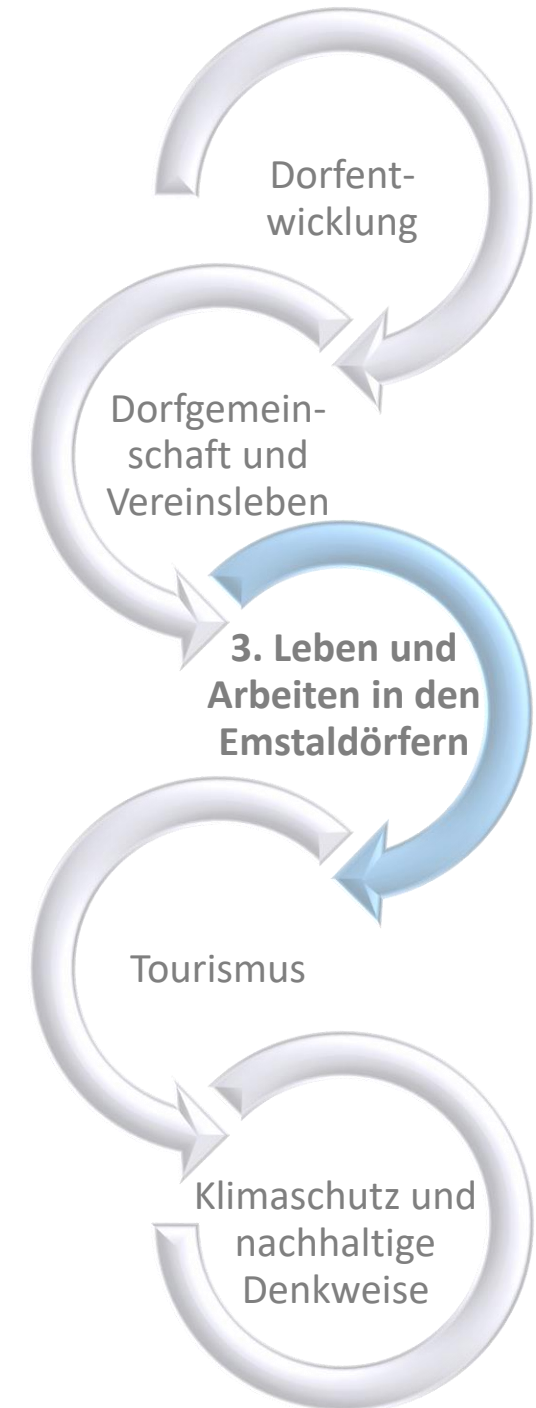 Dorfent-
wicklung
Dorfgemein-
schaft und
Vereinsleben
3. Leben und
Arbeiten in den
Emstaldörfern
Tourismus
Klimaschutz und
nachhaltige
Denkweise